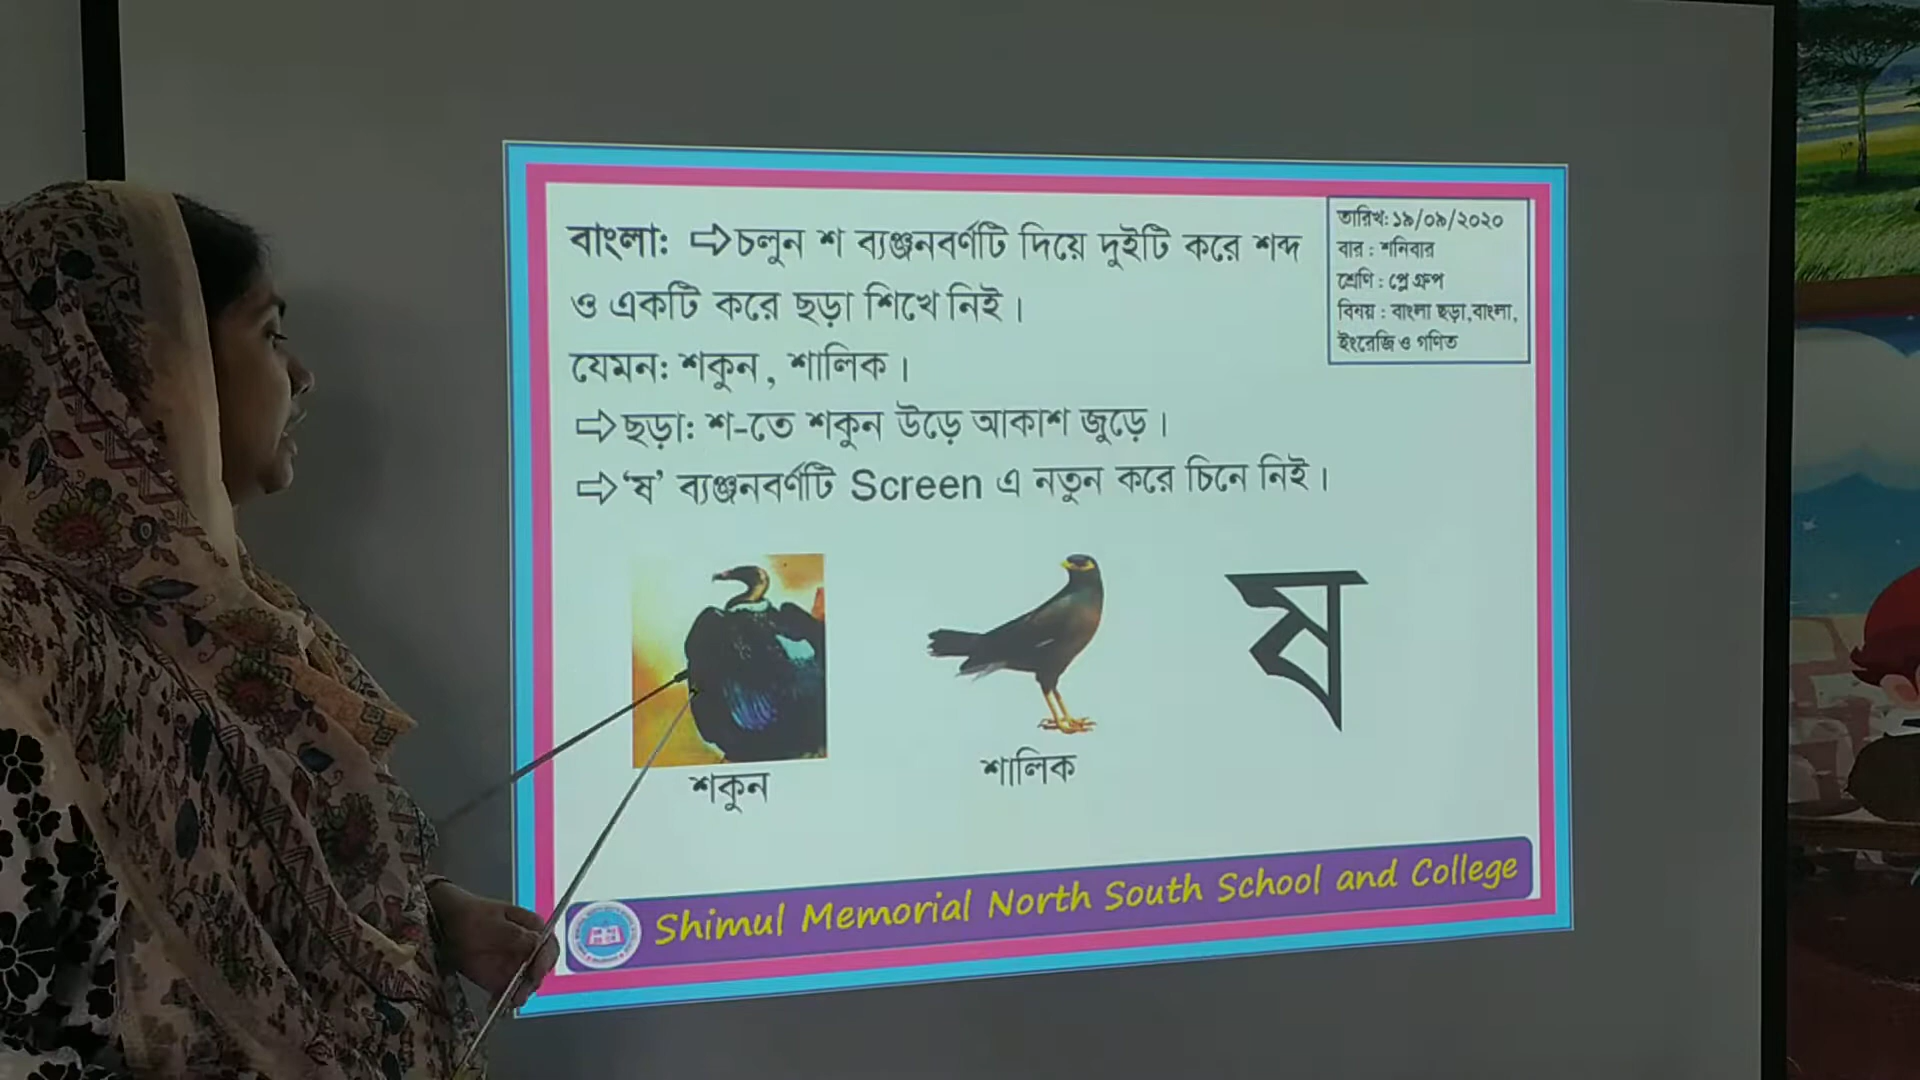 বাংলা: ⇨চলুন শ ব্যঞ্জনবর্ণটি দিয়ে দুইটি করে শব্দ
ও একটি করে ছড়া শিখে নিই।
যেমন: শকুন, শালিক।
⇨ছড়া: শ-তে শকুন উড়ে আকাশ জুড়ে।
⇨‘ষ’ ব্যঞ্জনবর্ণটি Screen এ নতুন করে চিনে নিই।
তারিখ: ১৯/০৯/২০২০
বার : শনিবার
শ্রেণি : প্লে গ্রুপ
বিষয় : বাংলা ছড়া,বাংলা,
ইংরেজি ও গণিত
শকুন
শালিক
ষ
Shimul Memorial North South School and College